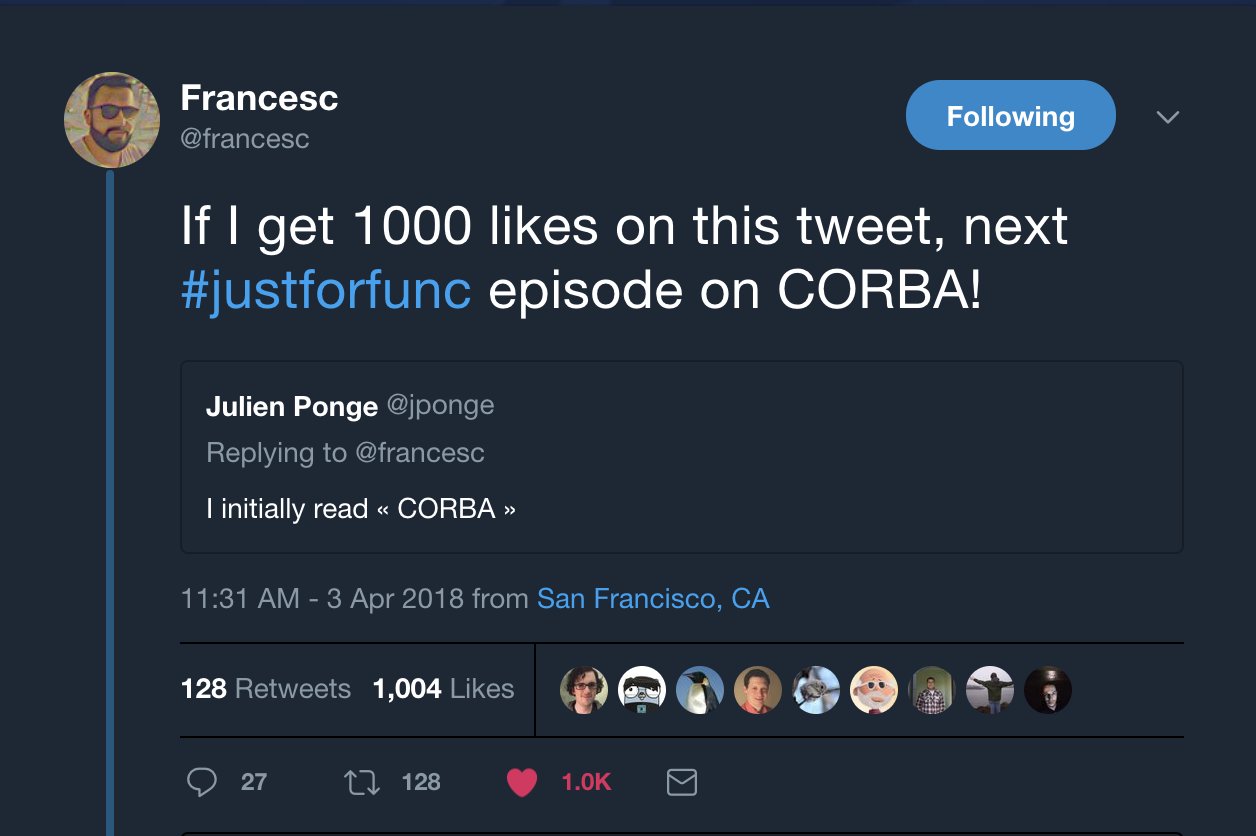 Francesc
@francesc
Following
If I get 1000 likes on this tweet, next
#justforfunc episode on CORBA!
Julien Ponge @jponge
Replying to @francesc
I initially read « CORBA »
11:31 AM - 3 Apr 2018 from San Francisco, CA
128 Retweets 1,004 Likes
27 128 1.0K